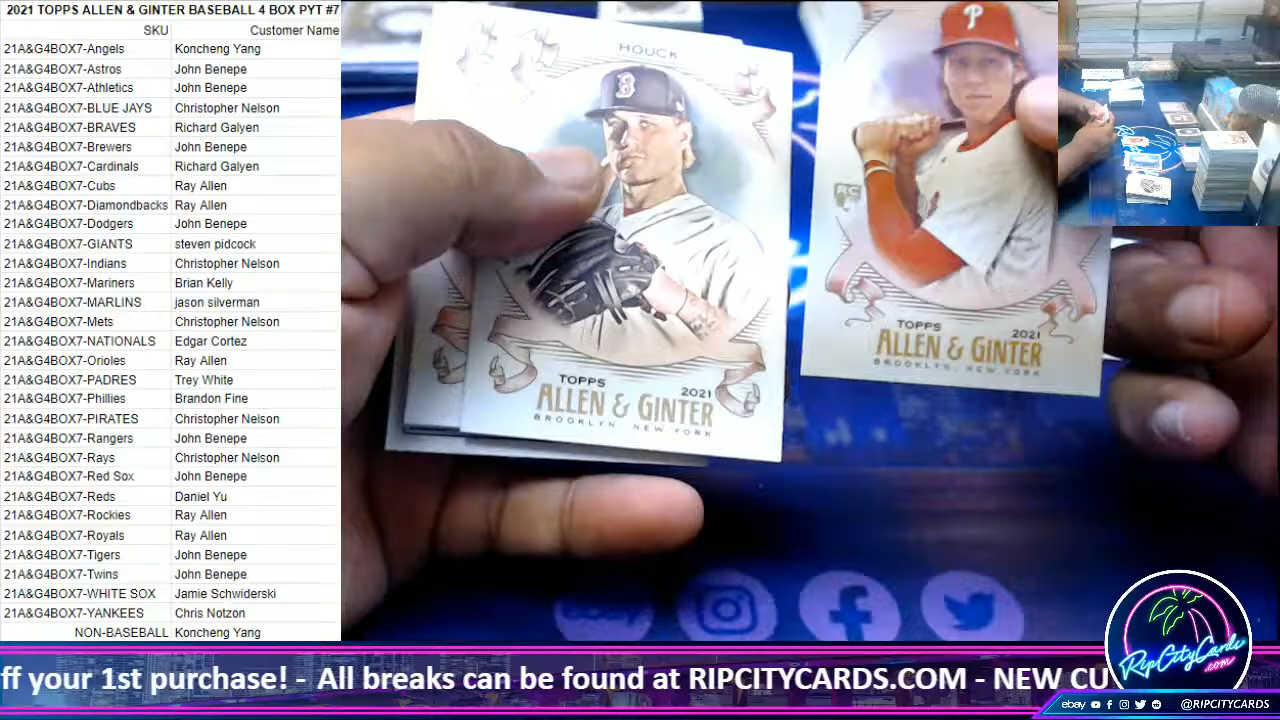 2021 TOPPS ALLEN & GINTER BASEBALL 4 BOX PYT #7
SKU Customer Name
21A&G4BOX7-Angels Koncheng Yang
21A&G4BOX7-Astros John Benepe
21A&G4BOX7-Athletics John Benepe
21A&G4BOX7-BLUE JAYS Christopher Nelson
21A&G4BOX7-BRAVES Richard Galyen
21A&G4BOX7-Brewers John Benepe
21A&G4BOX7-Cardinals Richard Galyen
21A&G4BOX7-Cubs Ray Allen
21A&G4BOX7-Diamondbacks Ray Allen
21A&G4BOX7-Dodgers John Benepe
21A&G4BOX7-GIANTS steven pidcock
21A&G4BOX7-Indians Christopher Nelson
21A&G4BOX7-Mariners Brian Kelly
21A&G4BOX7-MARLINS jason silverman
21A&G4BOX7-Mets Christopher Nelson
21A&G4BOX7-NATIONALS Edgar Cortez
21A&G4BOX7-Orioles Ray Allen
21A&G4BOX7-PADRES Trey White
21A&G4BOX7-Phillies Brandon Fine
21A&G4BOX7-PIRATES Christopher Nelson
21A&G4BOX7-Rangers John Benepe
21A&G4BOX7-Rays Christopher Nelson
21A&G4BOX7-Red Sox John Benepe
21A&G4BOX7-Reds Daniel Yu
21A&G4BOX7-Rockies Ray Allen
21A&G4BOX7-Royals Ray Allen
21A&G4BOX7-Tigers John Benepe
21A&G4BOX7-Twins John Benepe
21A&G4BOX7-WHITE SOX Jamie Schwiderski
21A&G4BOX7-YANKEES Chris Notzon
NON-BASEBALL Koncheng Yang
HOUCK
B
TOPPS 2021
ALLEN & GINTER
BROOKLYN, NEW YORK
P
RC
TOPPS 2021
ALLEN & GINTER
BROOKLYN, NEW YORK
ebay
ff your 1st purchase! - All breaks can be found at RIPCITYCARDS.COM - NEW CU
RipCityCards
.com
ebay @RIPCITYCARDS